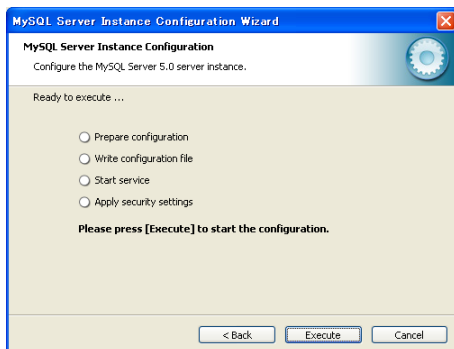 MySQL Server Instance Configuration Wizard
MySQL Server Instance Configuration
Configure the MySQL Server 5.0 server instance.
Ready to execute ...
Prepare configuration
Write configuration file
Start service
Apply security settings
Please press [Execute] to start the configuration.
< Back
Execute
Cancel